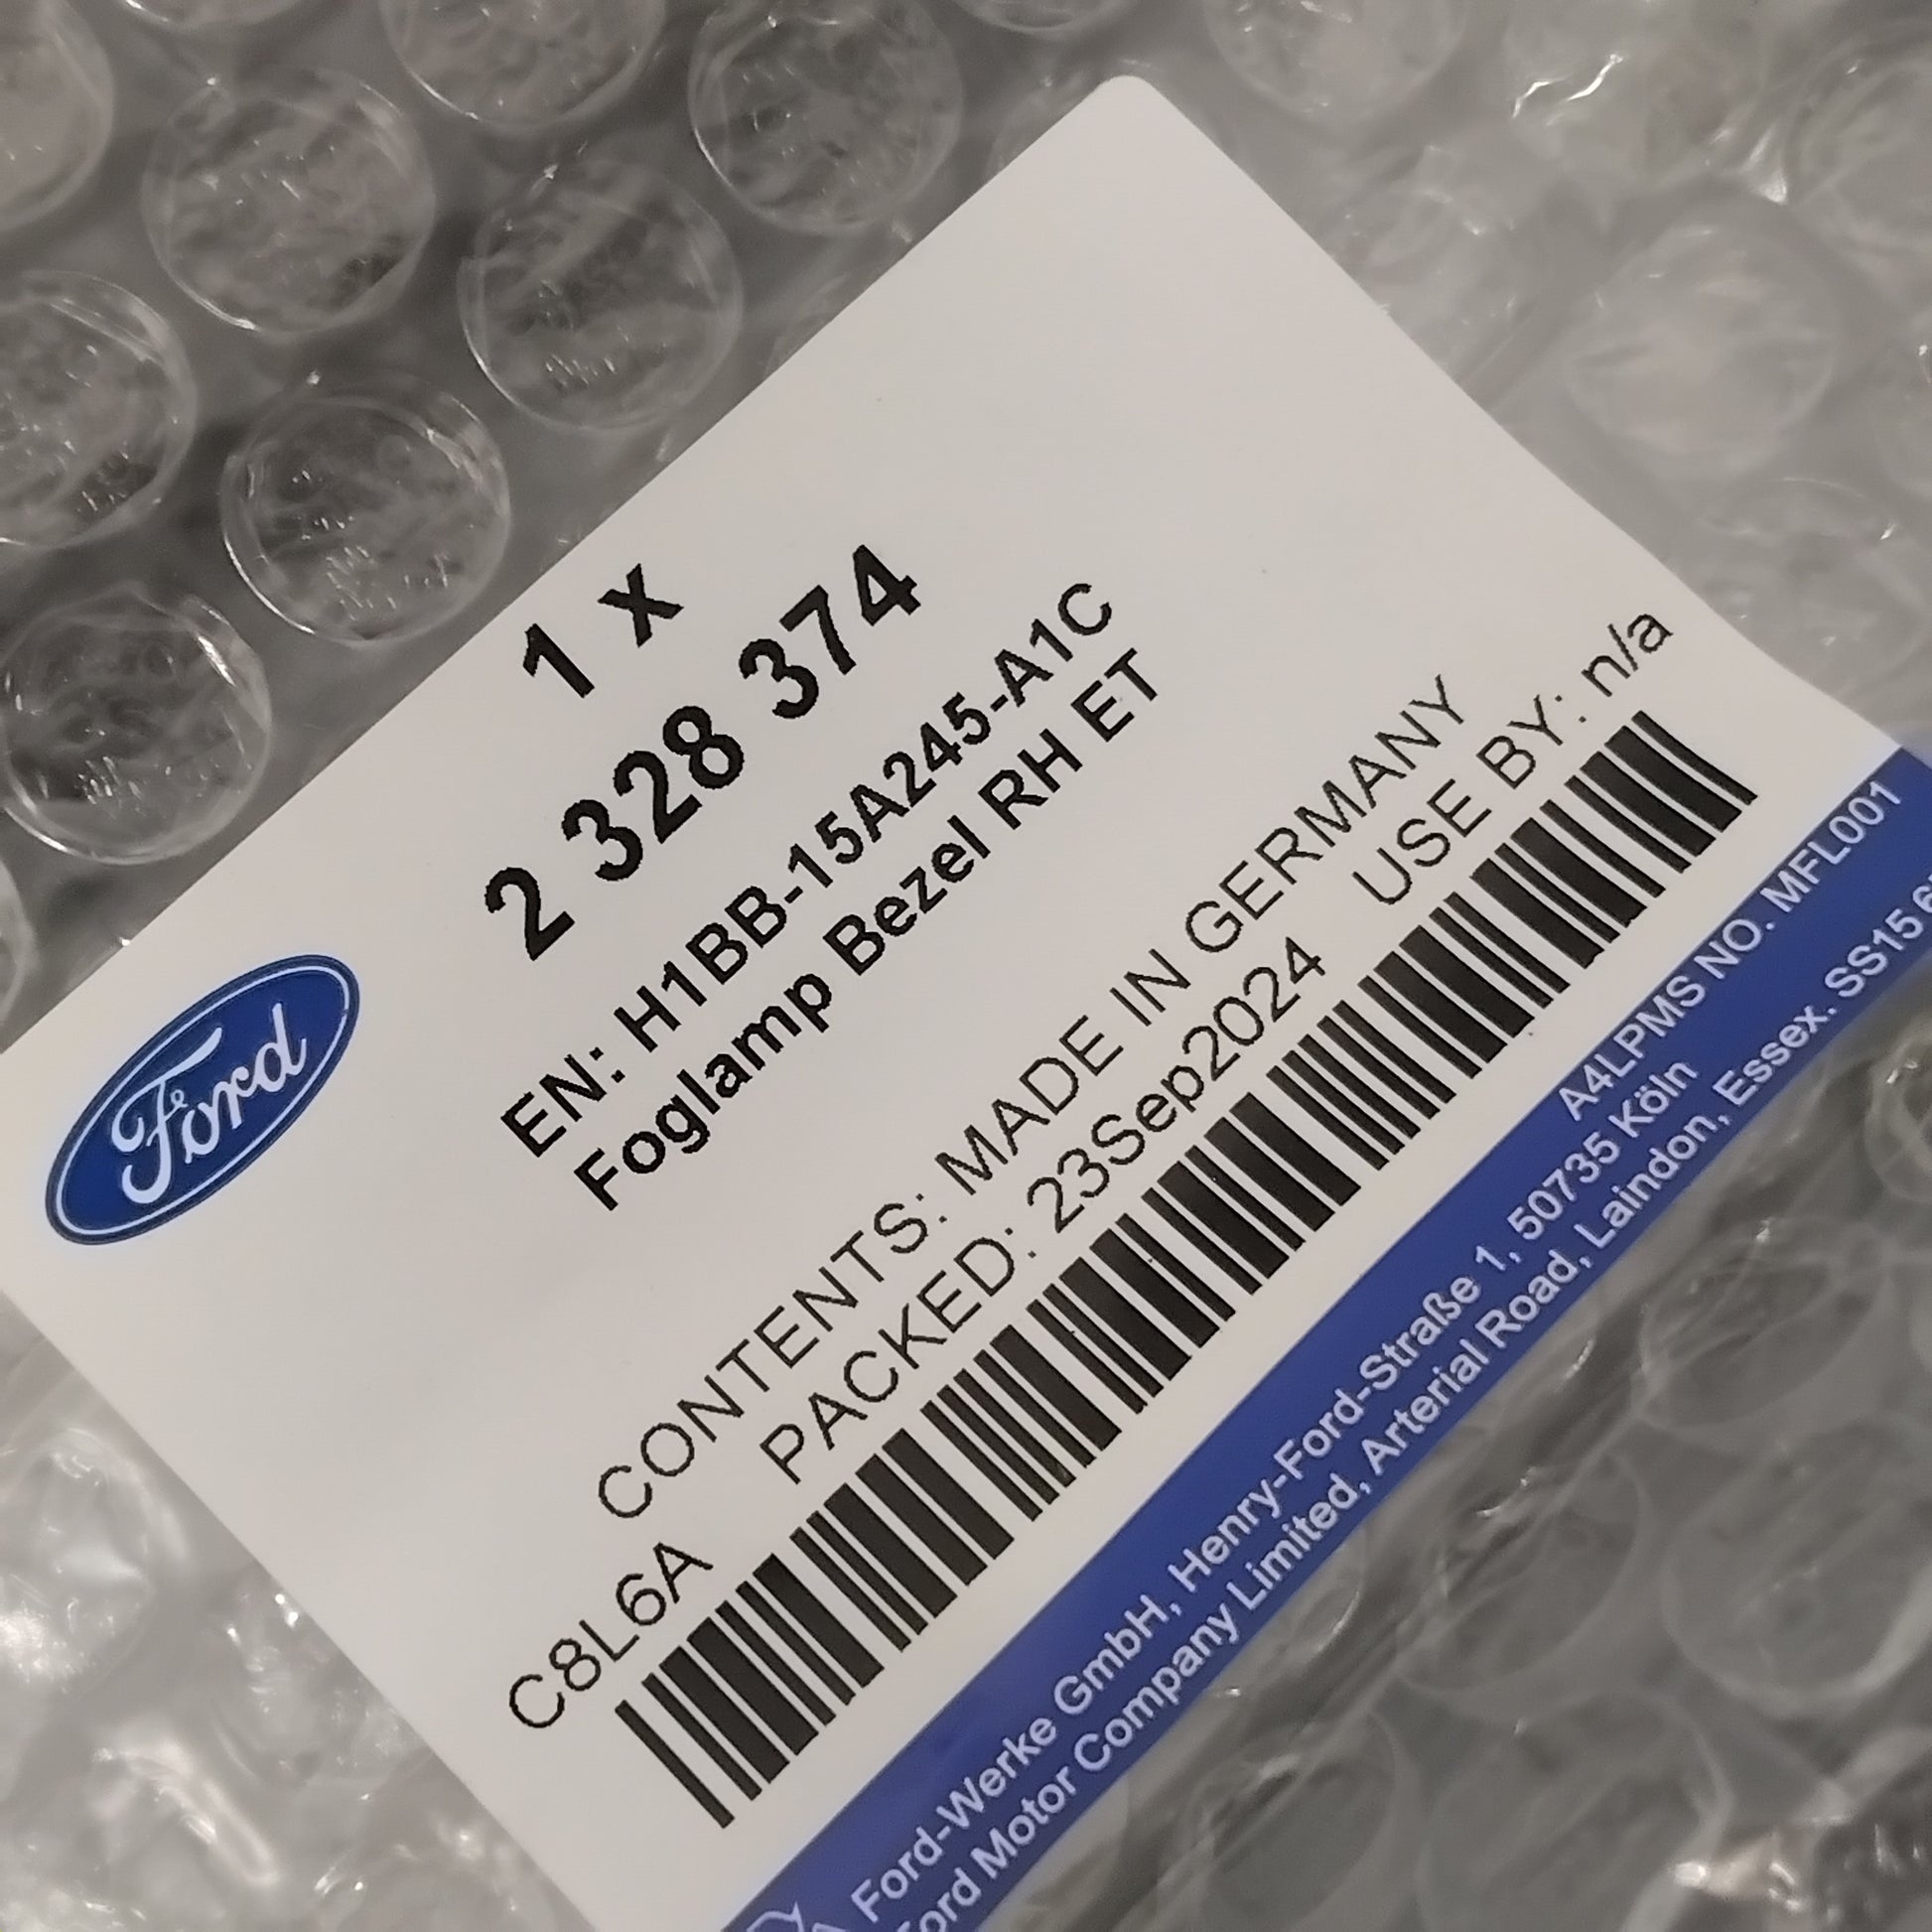 Ford
1 x
2 328 374
EN: H1BB-15A245-A1C
Foglamp Bezel RH ET
CONTENTS: MADE IN GERMANY
C8L6A PACKED: 23Sep2024 USE BY: n/a
A4LPMS NO. MFL001
Ford-Werke GmbH, Henry-Ford-Straße 1, 50735 Köln
Ford Motor Company Limited, Arterial Road, Laindon, Essex. SS15